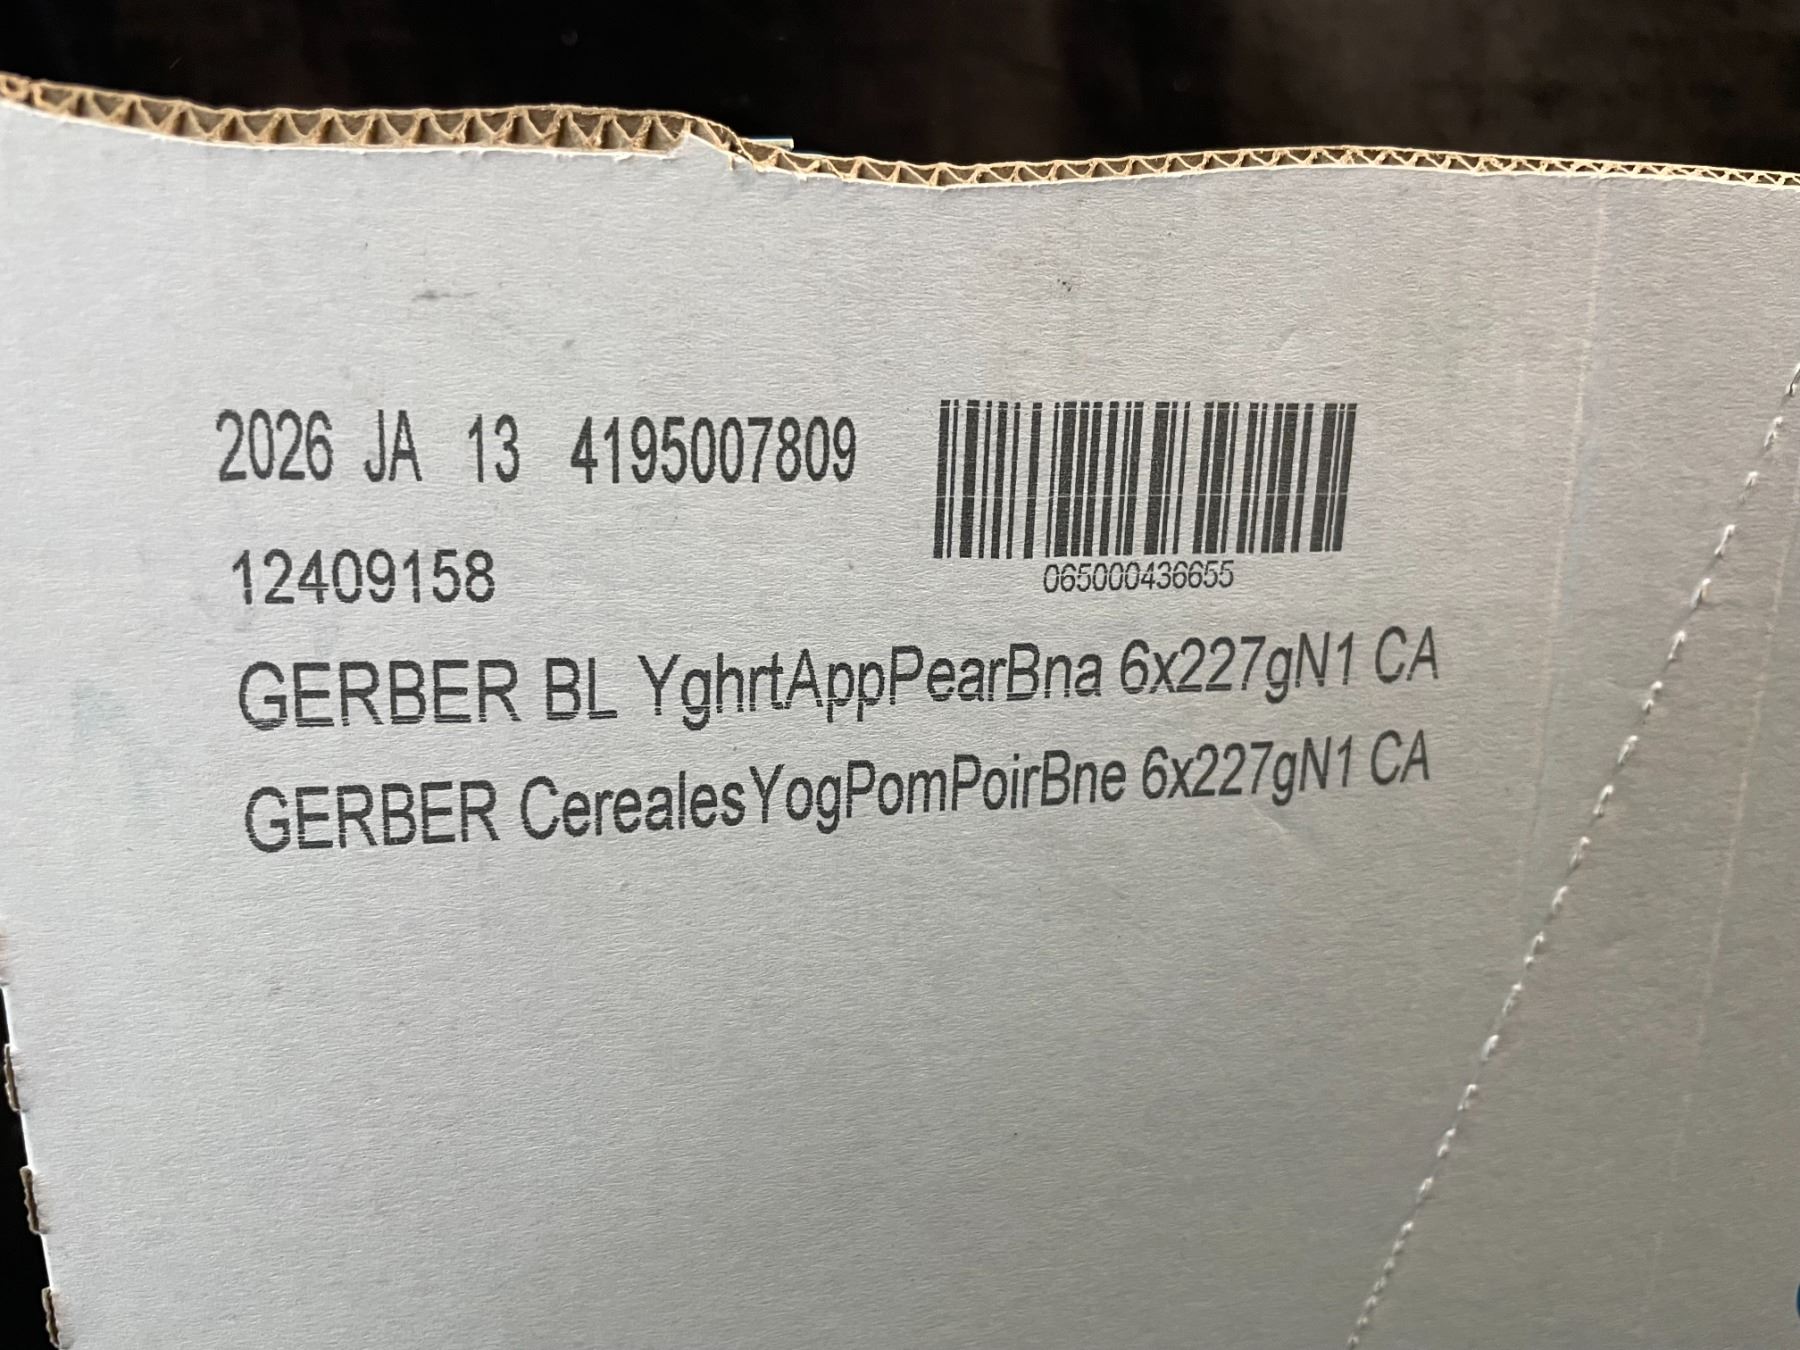 2026 JA 13 4195007809
065000436655
12409158
GERBER BL YghrtAppPearBna 6x227gN1 CA
GERBER CerealesYogPomPoirBne 6x227gN1 CA